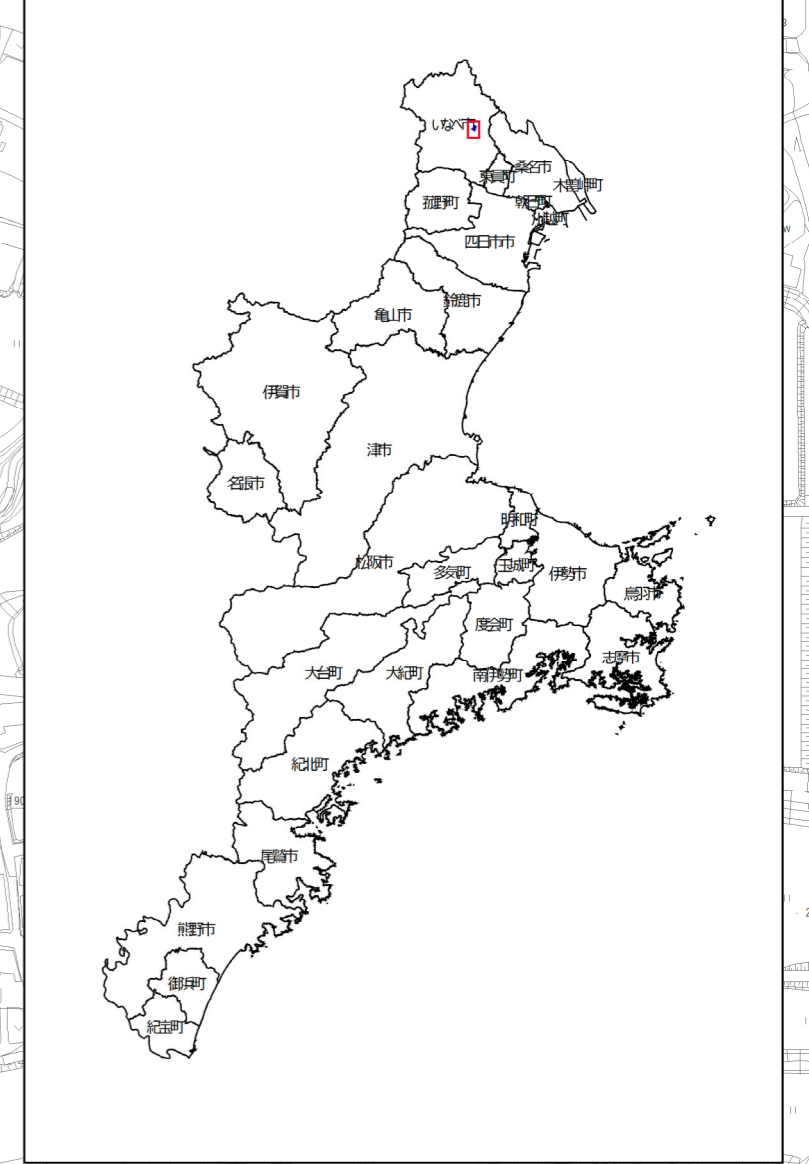 いなべ市
桑名市
東員町
木曽岬町
菰野町
朝日町
川越町
四日市市
鈴鹿市
亀山市
伊賀市
津市
名張市
明和町
松阪市
多気町
玉城町
伊勢市
鳥羽市
度会町
志摩市
大台町
大紀町
南伊勢町
紀北町
尾鷲市
熊野市
御浜町
紀宝町